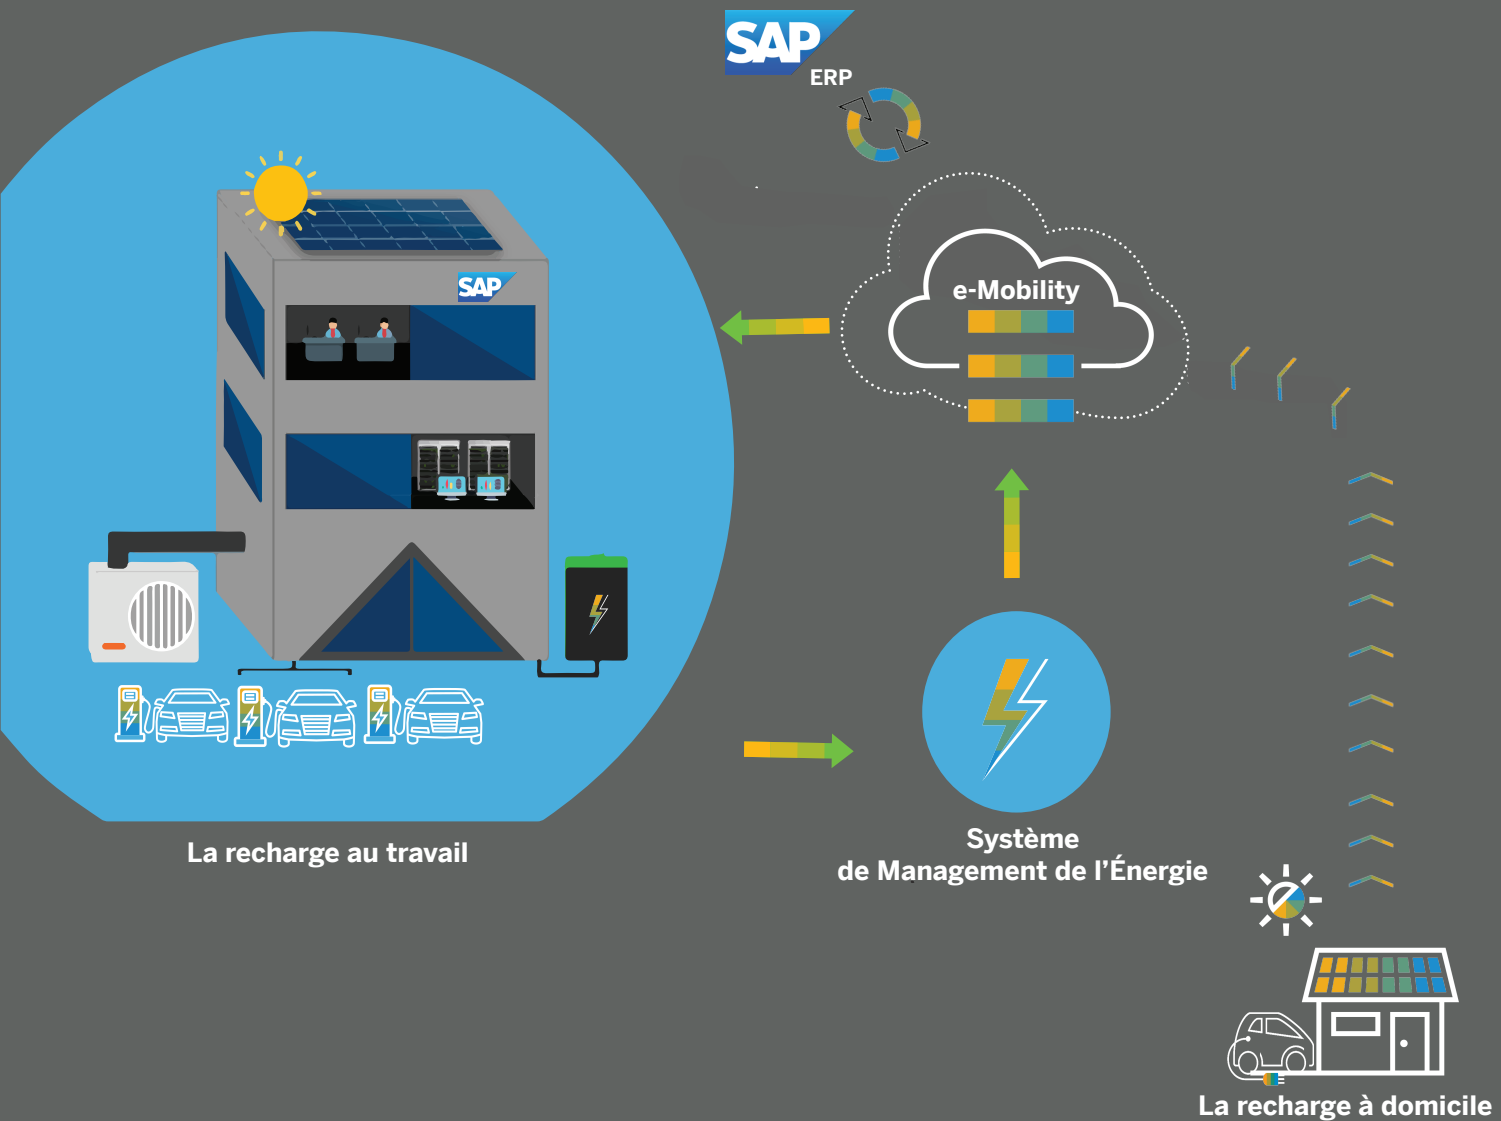 SAP
ERP
e-Mobility
SAP
La recharge au travail
Système
de Management de l'Énergie
La recharge à domicile